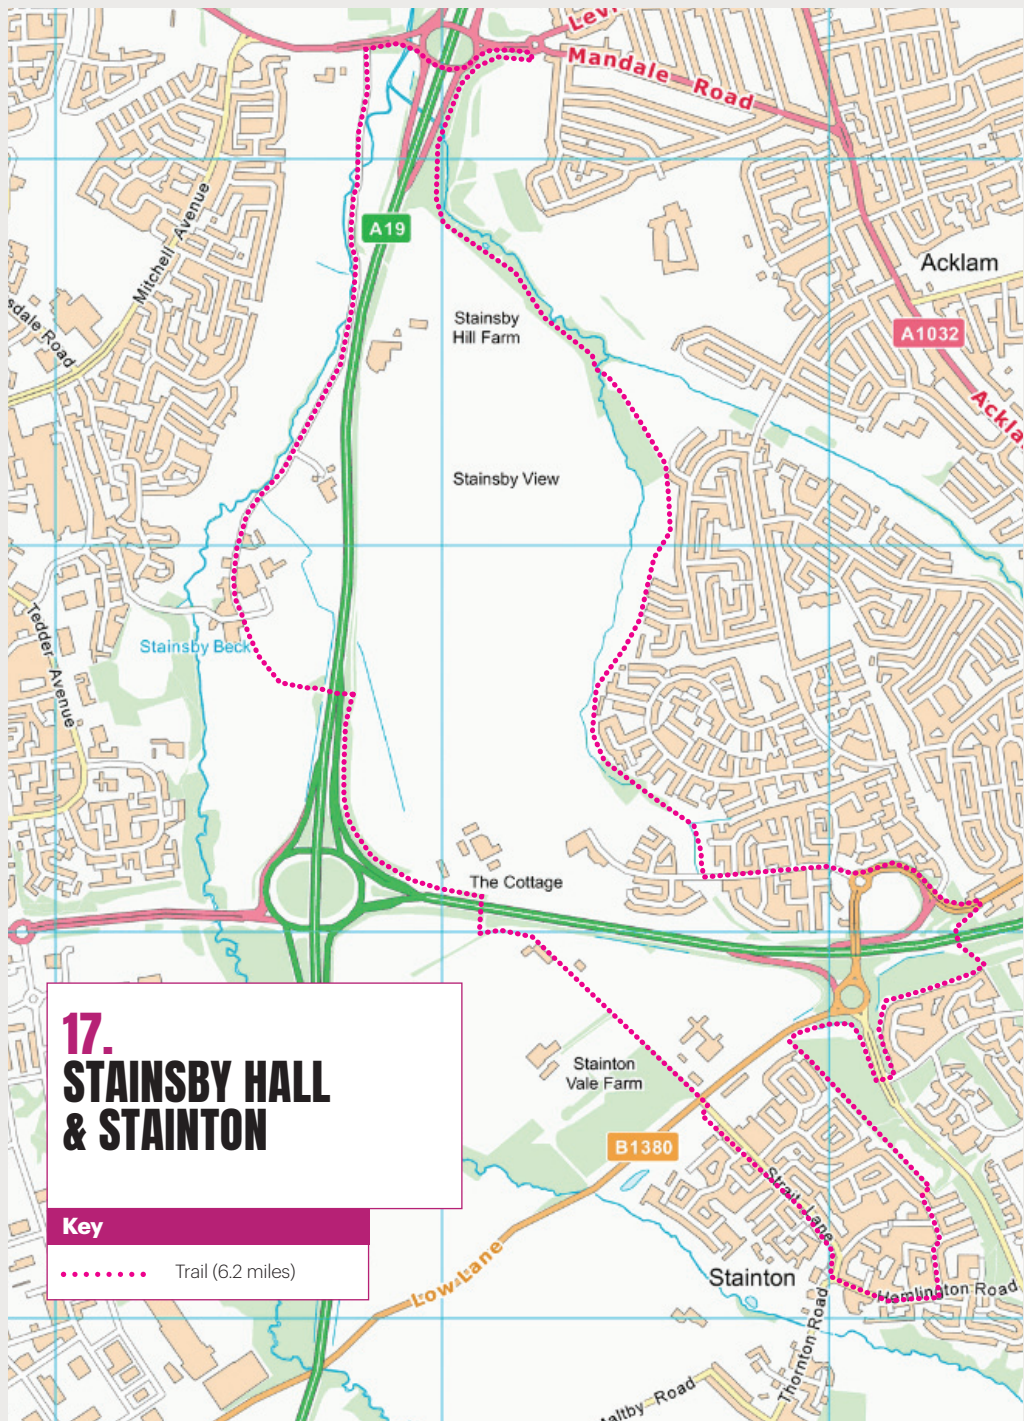 Mandale Road
Mitchell Avenue
A19
Acklam
A1032
Stainsby
Hill Farm
Stainsby View
Stainsby Beck
Tedder Avenue
The Cottage
Stainton
Vale Farm
B1380
Strait Lane
Low Lane
Stainton
Hemlington Road
Thornton Road
Road
Road
17.
STAINSBY HALL
& STAINTON
Key
Trail (6.2 miles)